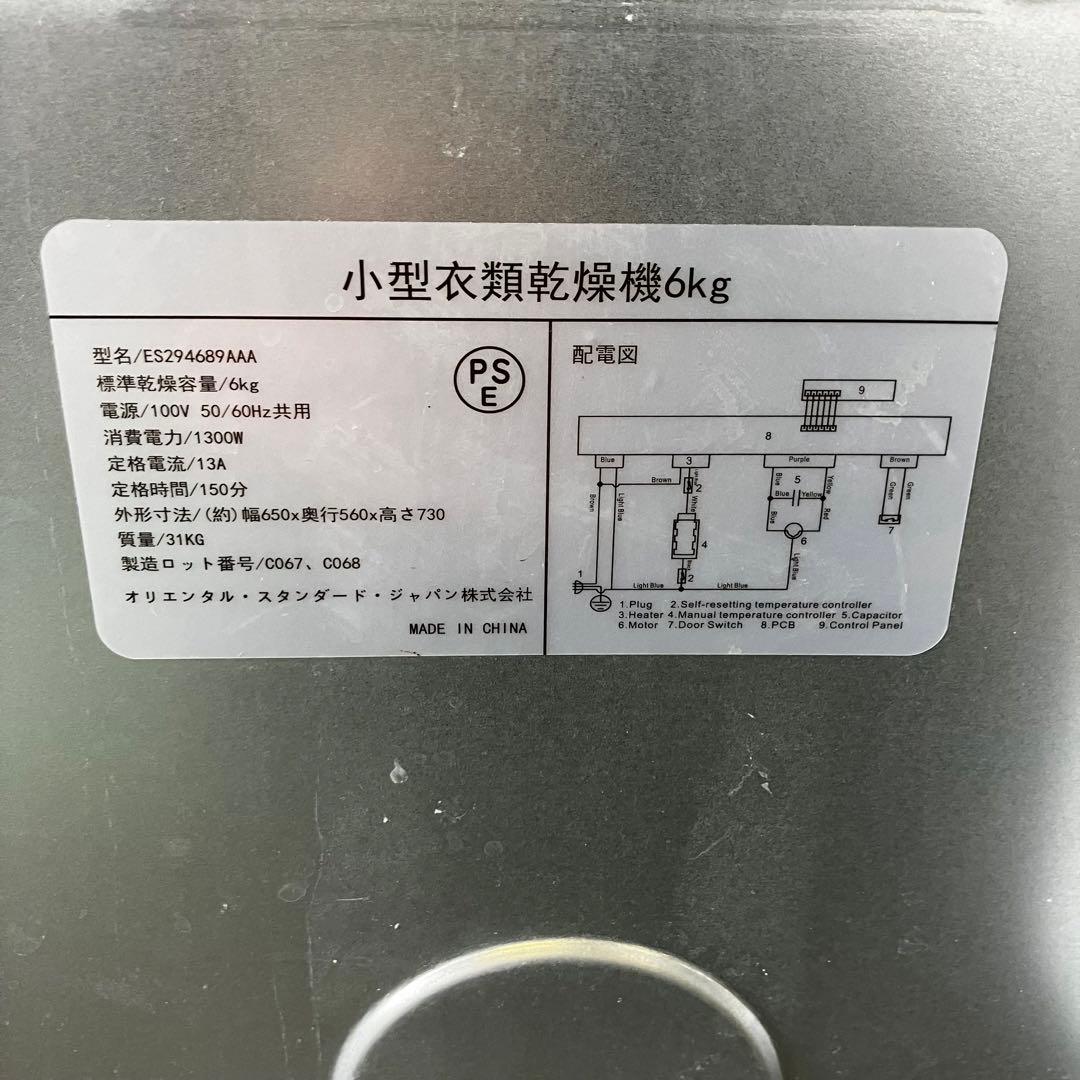 小型衣類乾燥機6kg
型名/ES294689AAA
標準乾燥容量/6kg
電源/100V 50/60Hz共用
消費電力/1300W
定格電流/13A
定格時間/150分
外形寸法/(約)幅650x奥行560x高さ730
質量/31KG
製造ロット番号/C067、C068
オリエンタル・スタンダード・ジャパン株式会社
MADE IN CHINA
PS
E
配電図
9
8
Blue
3
Purple
Brown
Brown
2
Blue
5
Yellow
Blue
Yellow
Brown
Light Blue
White
Blue
Red
Green
Green
4
6
7
1
2
Light Blue
Light Blue
Light Blue
1.Plug 2.Self-resetting temperature controller
3.Heater 4.Manual temperature controller 5.Capacitor
6.Motor 7.Door Switch 8.PCB 9.Control Panel